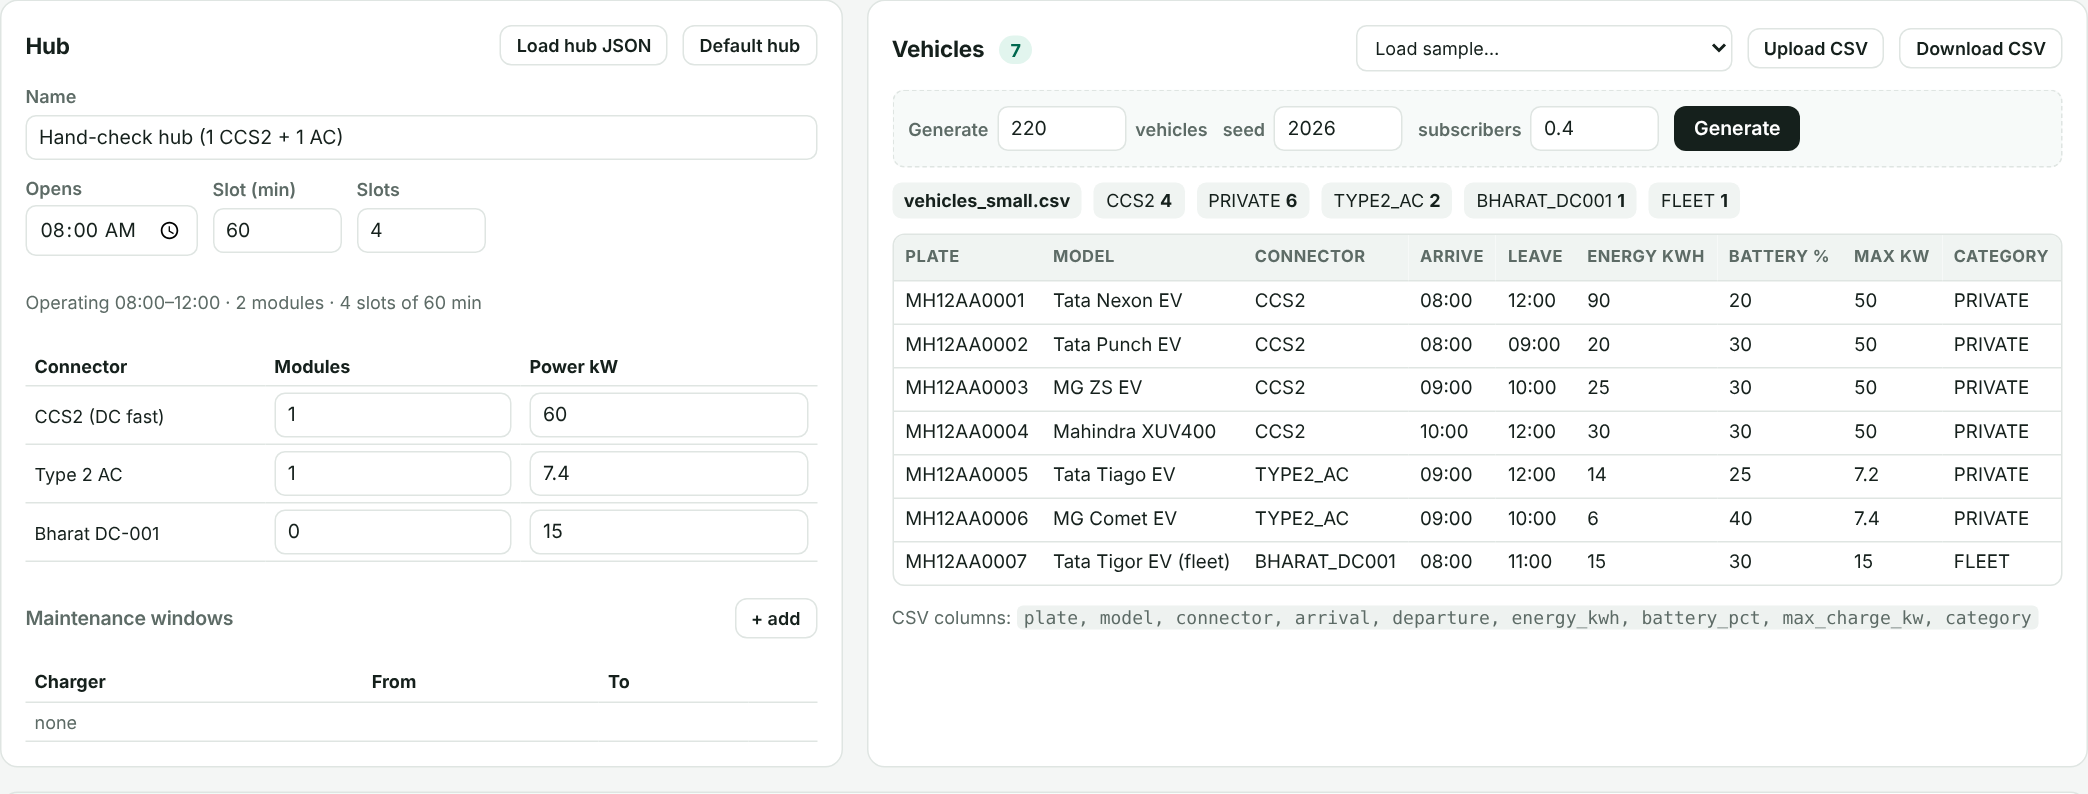 Hub
Load hub JSON
Default hub
Name
Hand-check hub (1 CCS2 + 1 AC)
Opens Slot (min) Slots
08:00 AM 60 4
Operating 08:00–12:00 · 2 modules · 4 slots of 60 min
Connector Modules Power kW
CCS2 (DC fast) 1 60
Type 2 AC 1 7.4
Bharat DC-001 0 15
Maintenance windows + add
Charger From To
none
Vehicles 7 Load sample... Upload CSV Download CSV
Generate 220 vehicles seed 2026 subscribers 0.4 Generate
vehicles_small.csv CCS2 4 PRIVATE 6 TYPE2_AC 2 BHARAT_DC001 1 FLEET 1
PLATE MODEL CONNECTOR ARRIVE LEAVE ENERGY KWH BATTERY % MAX KW CATEGORY
MH12AA0001 Tata Nexon EV CCS2 08:00 12:00 90 20 50 PRIVATE
MH12AA0002 Tata Punch EV CCS2 08:00 09:00 20 30 50 PRIVATE
MH12AA0003 MG ZS EV CCS2 09:00 10:00 25 30 50 PRIVATE
MH12AA0004 Mahindra XUV400 CCS2 10:00 12:00 30 30 50 PRIVATE
MH12AA0005 Tata Tiago EV TYPE2_AC 09:00 12:00 14 25 7.2 PRIVATE
MH12AA0006 MG Comet EV TYPE2_AC 09:00 10:00 6 40 7.4 PRIVATE
MH12AA0007 Tata Tigor EV (fleet) BHARAT_DC001 08:00 11:00 15 30 15 FLEET
CSV columns: plate, model, connector, arrival, departure, energy_kwh, battery_pct, max_charge_kw, category